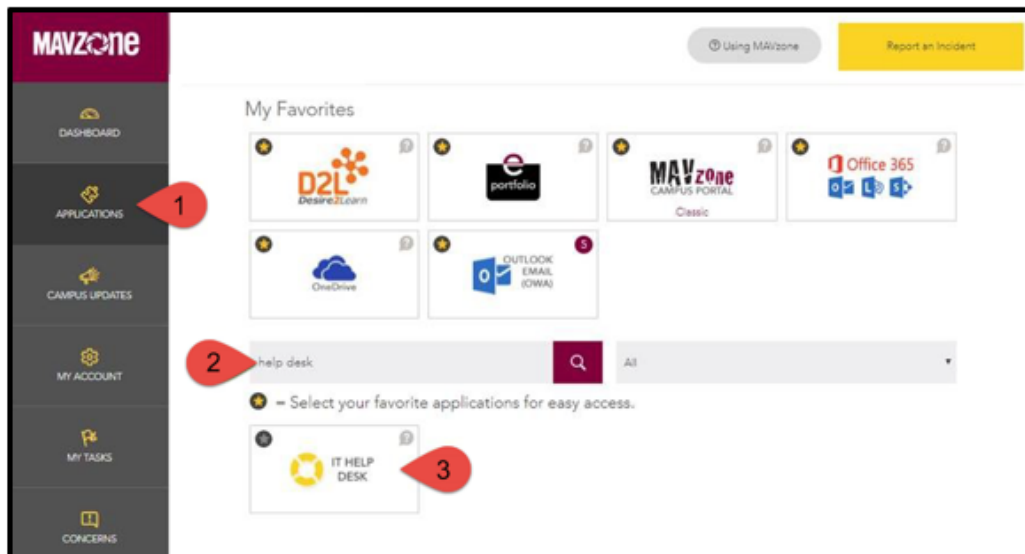 MAVzone
Using MAVzone
Report an Incident
DASHBOARD
APPLICATIONS
CAMPUS UPDATES
MY ACCOUNT
MY TASKS
CONCERNS
1
My Favorites
D2L
Desire2Learn
e
portfolio
MAVzone
CAMPUS PORTAL
Classic
Office 365
OneDrive
OUTLOOK
EMAIL
(OWA)
S
2
help desk
All
= Select your favorite applications for easy access.
IT HELP
DESK
3